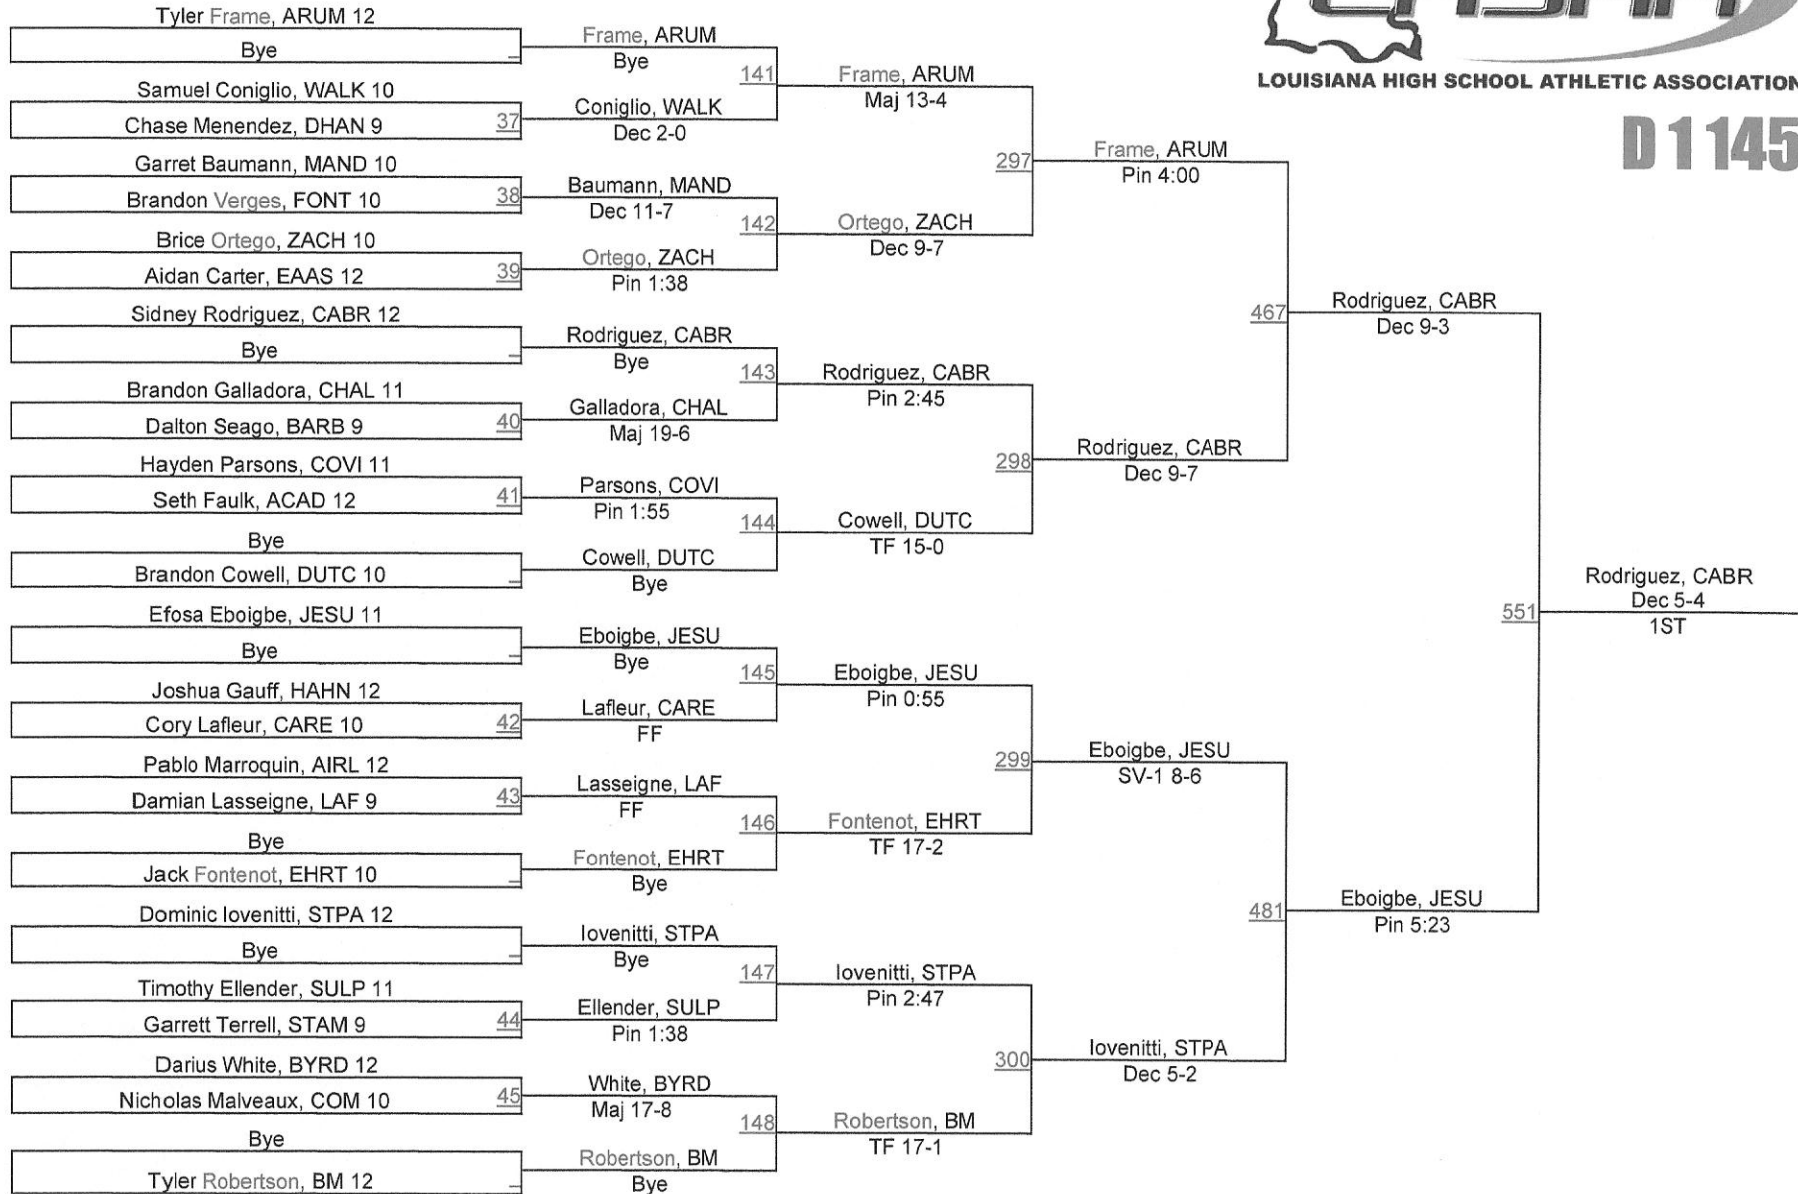 LHSAA
LOUISIANA HIGH SCHOOL ATHLETIC ASSOCIATION
D 1 145
Tyler Frame, ARUM 12
Bye
Samuel Coniglio, WALK 10
Chase Menendez, DHAN 9
37
Garret Baumann, MAND 10
Brandon Verges, FONT 10
38
Brice Ortego, ZACH 10
Aidan Carter, EAAS 12
39
Sidney Rodriguez, CABR 12
Bye
Brandon Galladora, CHAL 11
Dalton Seago, BARB 9
40
Hayden Parsons, COVI 11
Seth Faulk, ACAD 12
41
Bye
Brandon Cowell, DUTC 10
Efosa Eboigbe, JESU 11
Bye
Joshua Gauff, HAHN 12
Cory Lafleur, CARE 10
42
Pablo Marroquin, AIRL 12
Damian Lasseigne, LAF 9
43
Bye
Jack Fontenot, EHRT 10
Dominic Iovenitti, STPA 12
Bye
Timothy Ellender, SULP 11
Garrett Terrell, STAM 9
44
Darius White, BYRD 12
Nicholas Malveaux, COM 10
45
Bye
Tyler Robertson, BM 12
Frame, ARUM
Bye
141
Coniglio, WALK
Dec 2-0
Baumann, MAND
Dec 11-7
142
Ortego, ZACH
Pin 1:38
Rodriguez, CABR
Bye
143
Galladora, CHAL
Maj 19-6
Parsons, COVI
Pin 1:55
144
Cowell, DUTC
Bye
Eboigbe, JESU
Bye
145
Lafleur, CARE
FF
Lasseigne, LAF
FF
146
Fontenot, EHRT
Bye
Iovenitti, STPA
Bye
147
Ellender, SULP
Pin 1:38
White, BYRD
Maj 17-8
148
Robertson, BM
Bye
Frame, ARUM
Maj 13-4
297
Ortego, ZACH
Dec 9-7
Rodriguez, CABR
Pin 2:45
298
Cowell, DUTC
TF 15-0
Eboigbe, JESU
Pin 0:55
299
Fontenot, EHRT
TF 17-2
Iovenitti, STPA
Pin 2:47
300
Robertson, BM
TF 17-1
Frame, ARUM
Pin 4:00
467
Rodriguez, CABR
Dec 9-7
Eboigbe, JESU
SV-1 8-6
481
Iovenitti, STPA
Dec 5-2
Rodriguez, CABR
Dec 9-3
551
Eboigbe, JESU
Pin 5:23
Rodriguez, CABR
Dec 5-4
1ST